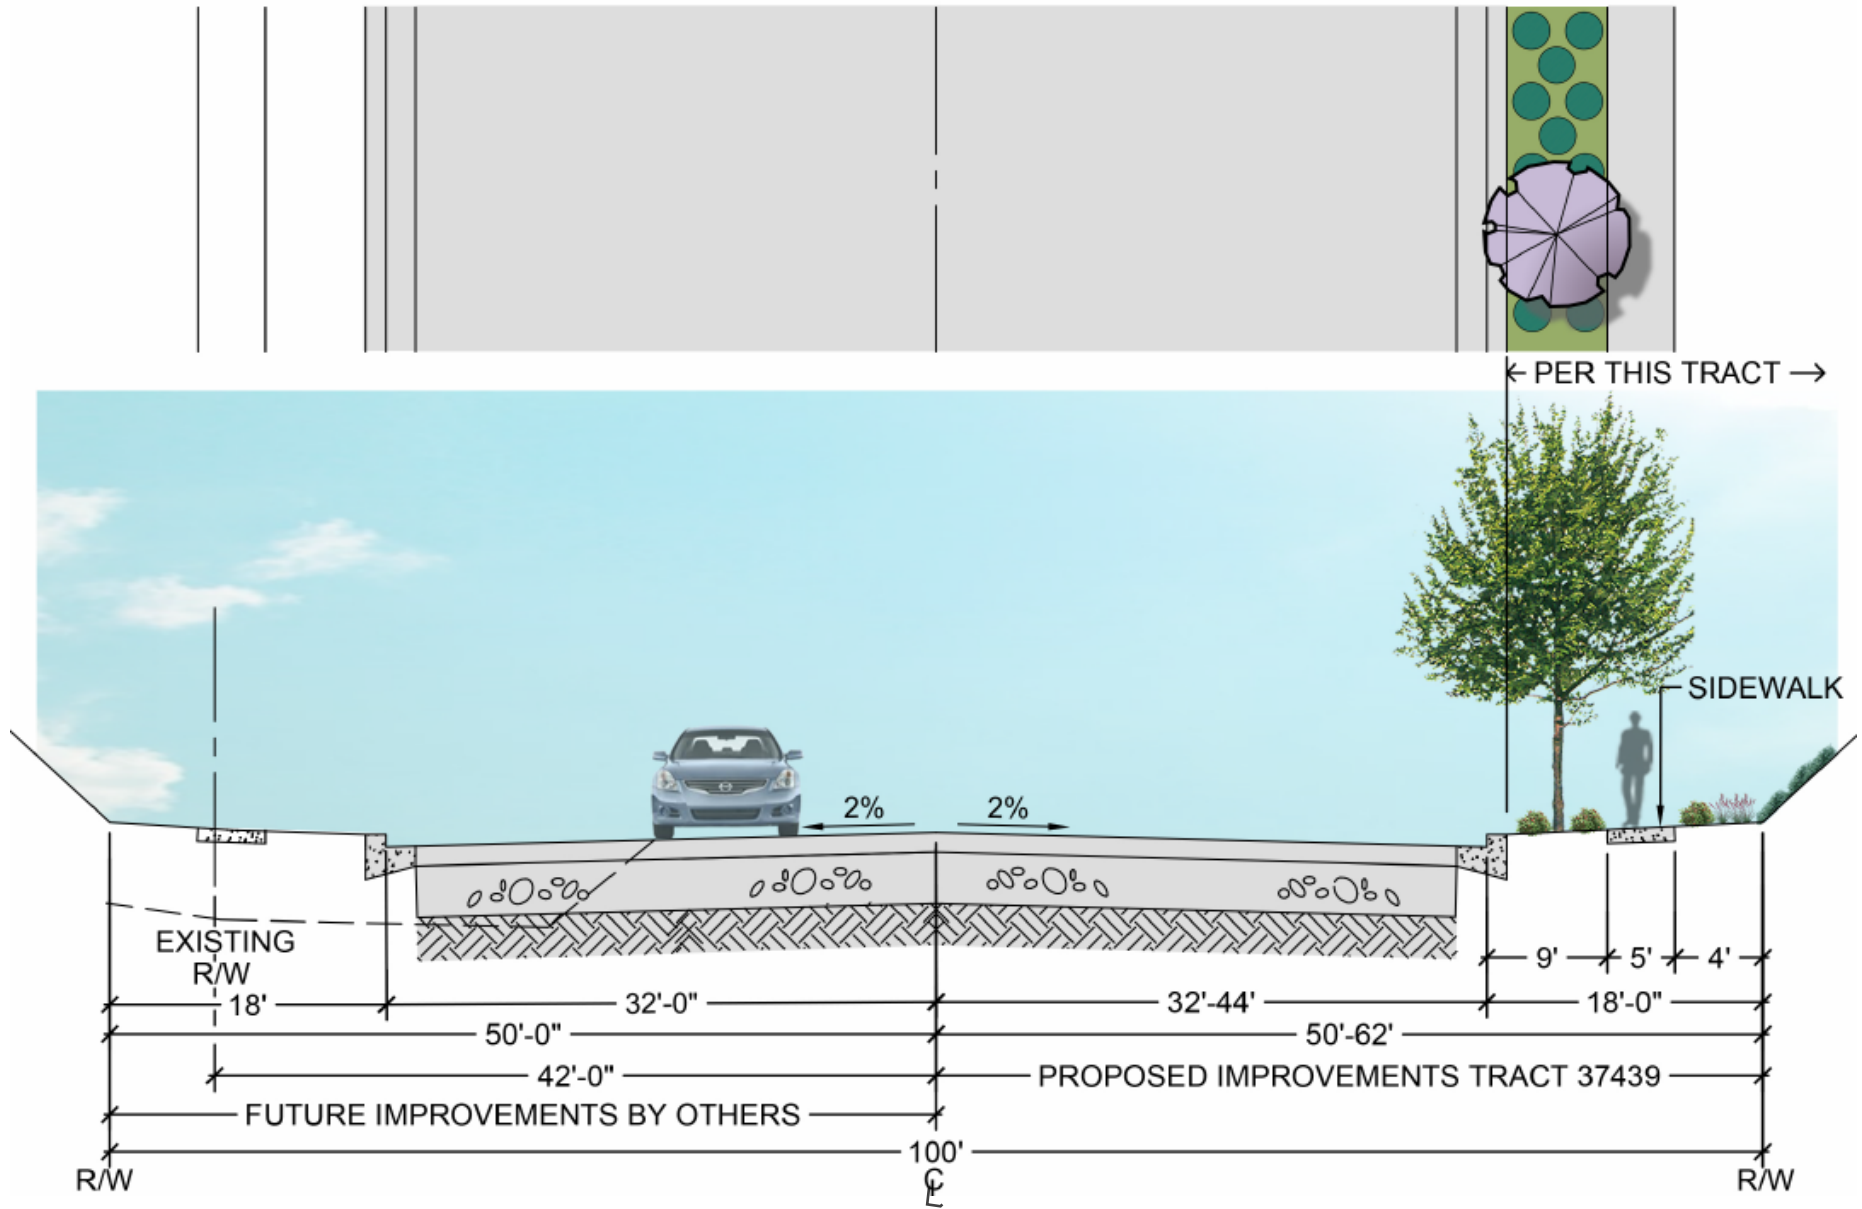 PER THIS TRACT
SIDEWALK
2% 2%
EXISTING
R/W
9' 5' 4'
18' 32'-0" 32'-44' 18'-0"
50'-0" 50'-62'
42'-0" PROPOSED IMPROVEMENTS TRACT 37439
FUTURE IMPROVEMENTS BY OTHERS
100'
R/W CL R/W